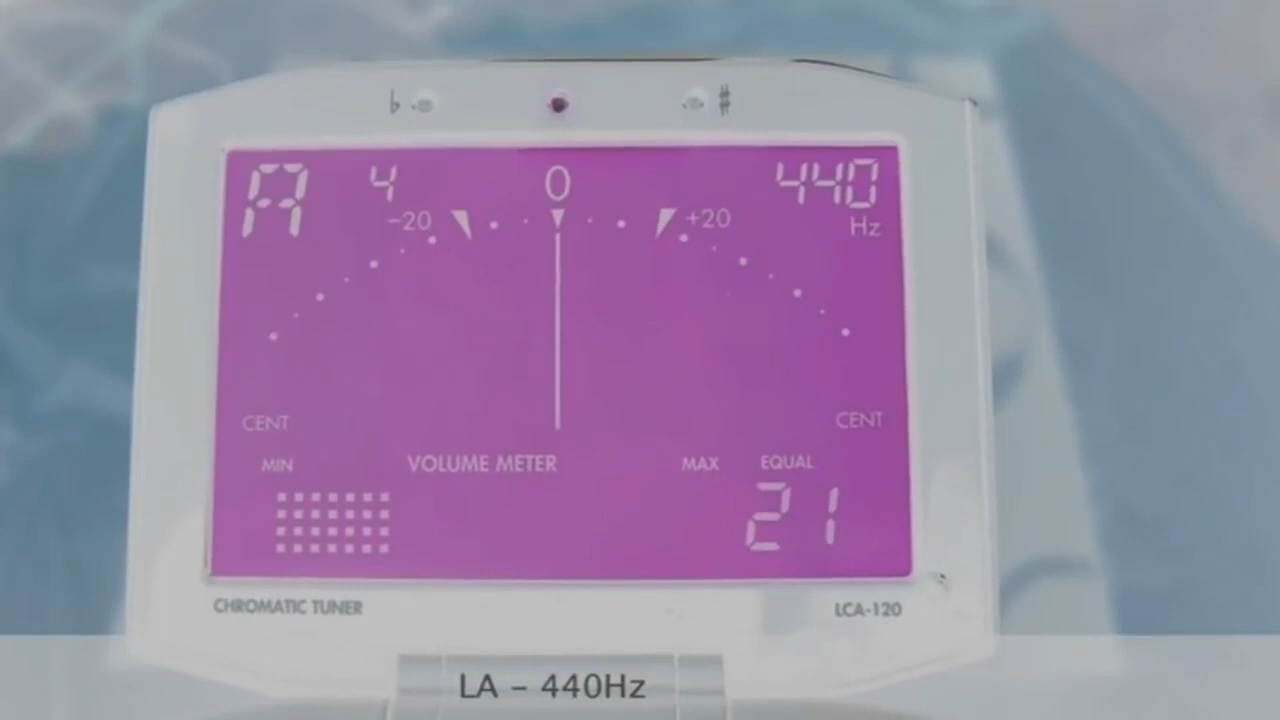 ♭ ♯
A 4 0 440
−20 +20 Hz
CENT CENT
MIN VOLUME METER MAX EQUAL
21
CHROMATIC TUNER LCA-120
LA – 440Hz